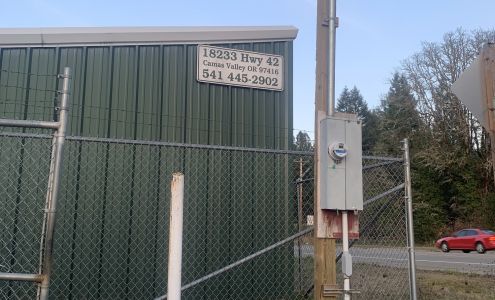 18233 Hwy 42
Camas Valley OR 97416
541 445-2902